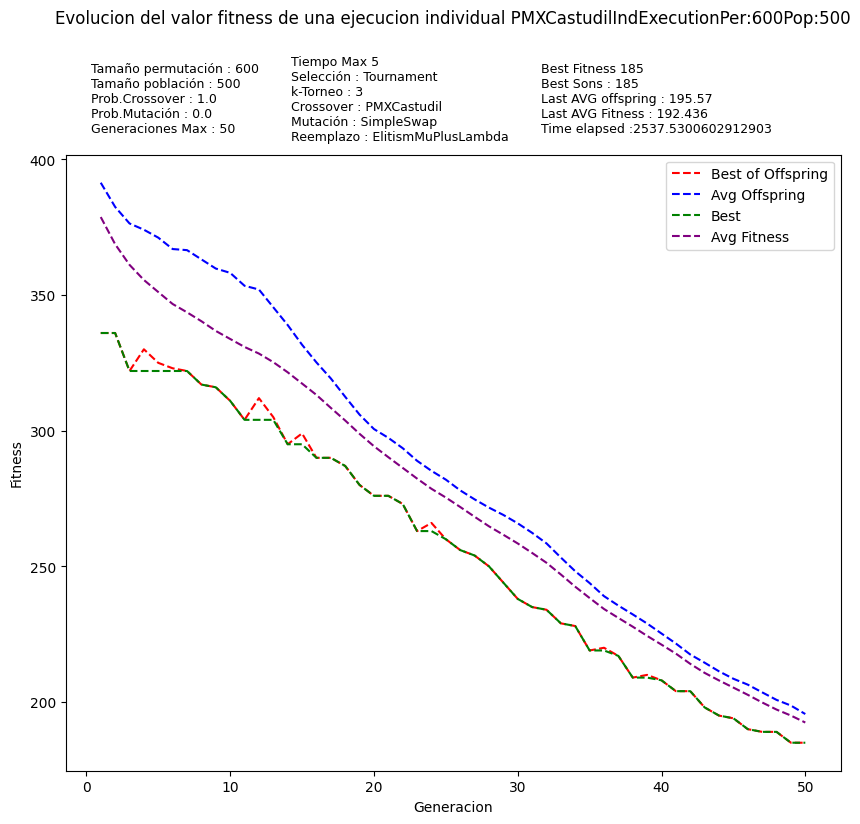 Evolucion del valor fitness de una ejecucion individual PMXCastudilIndExecutionPer:600Pop:500
Tamaño permutación : 600
Tamaño población : 500
Prob.Crossover : 1.0
Prob.Mutación : 0.0
Generaciones Max : 50
Tiempo Max 5
Selección : Tournament
k-Torneo : 3
Crossover : PMXCastudil
Mutación : SimpleSwap
Reemplazo : ElitismMuPlusLambda
Best Fitness 185
Best Sons : 185
Last AVG offspring : 195.57
Last AVG Fitness : 192.436
Time elapsed :2537.5300602912903
Best of Offspring
Avg Offspring
Best
Avg Fitness
400
350
300
250
200
Fitness
0
10
20
30
40
50
Generacion